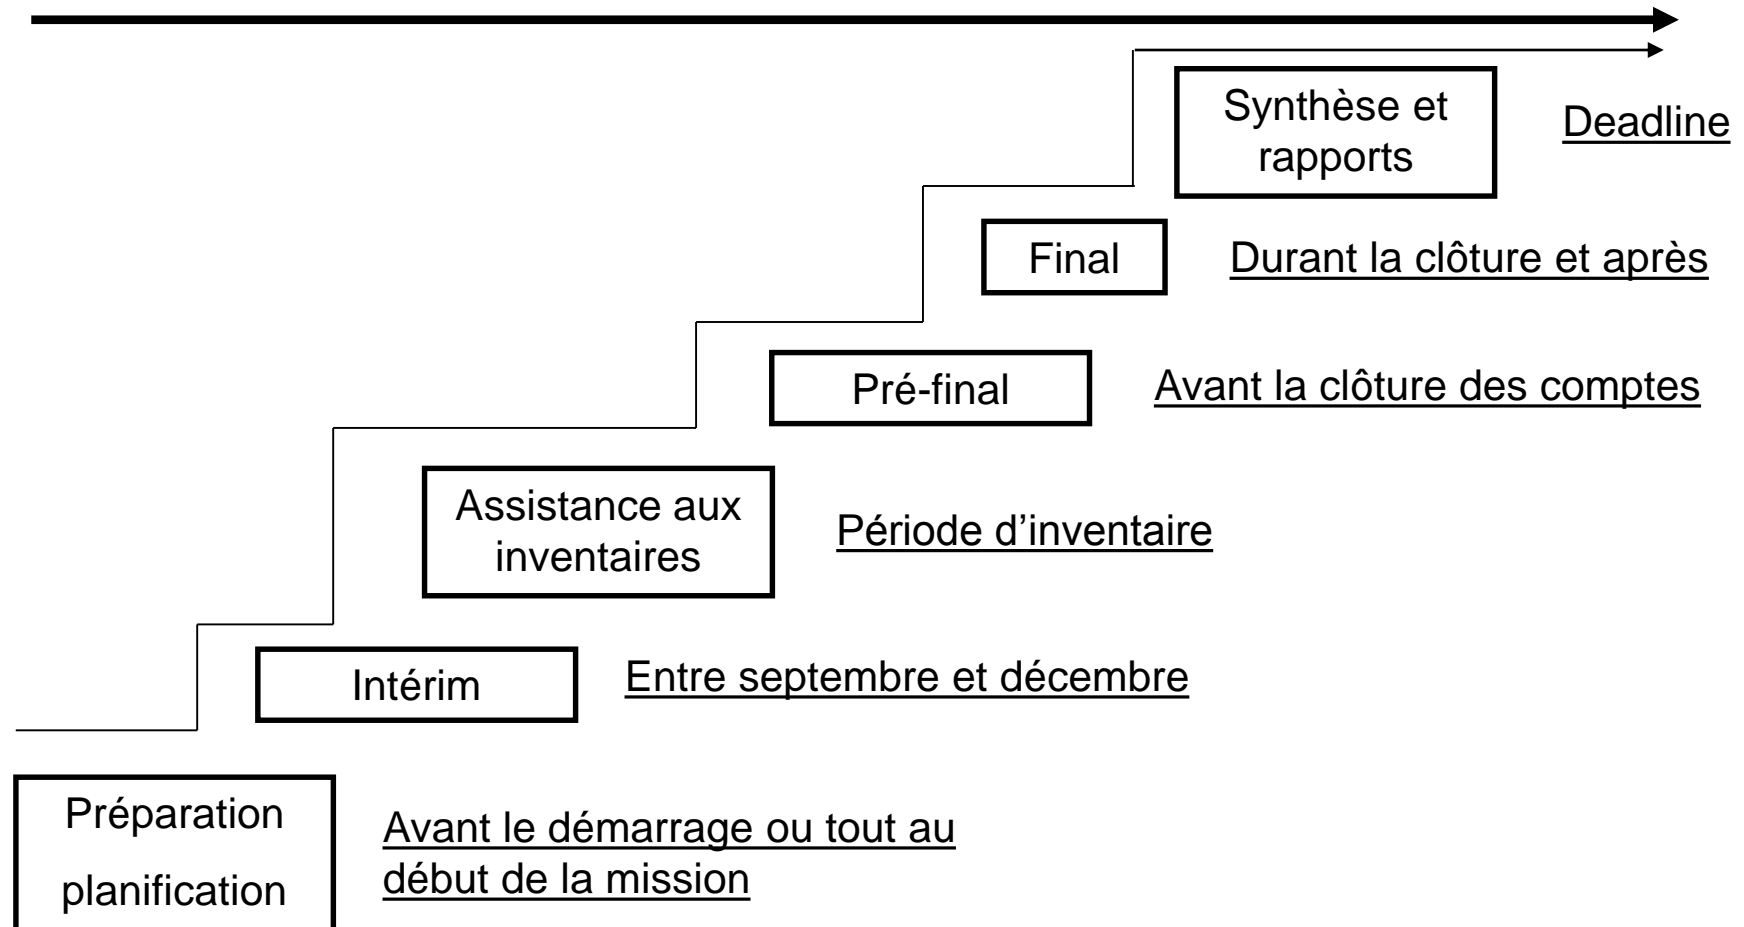 Synthèse et
rapports
Deadline
Final
Durant la clôture et après
Pré-final
Avant la clôture des comptes
Assistance aux
inventaires
Période d’inventaire
Intérim
Entre septembre et décembre
Préparation
planification
Avant le démarrage ou tout au
début de la mission